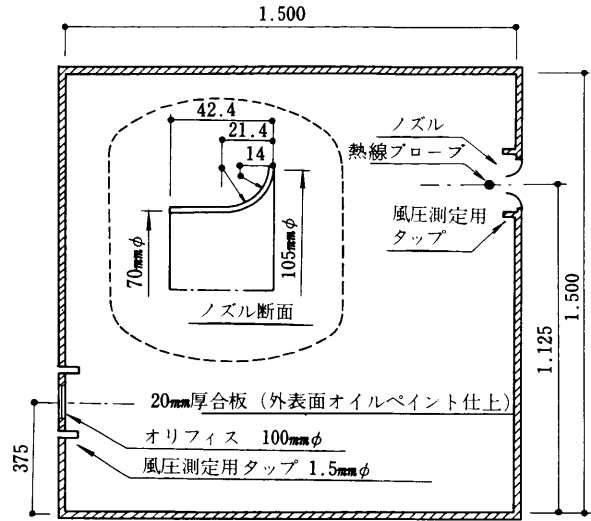 1.500
42.4
21.4
14
70mmφ
105mmφ
ノズル断面
ノズル
熱線プローブ
風圧測定用
タップ
1.500
1.125
20mm厚合板（外表面オイルペイント仕上）
オリフィス 100mmφ
風圧測定用タップ 1.5mmφ
375